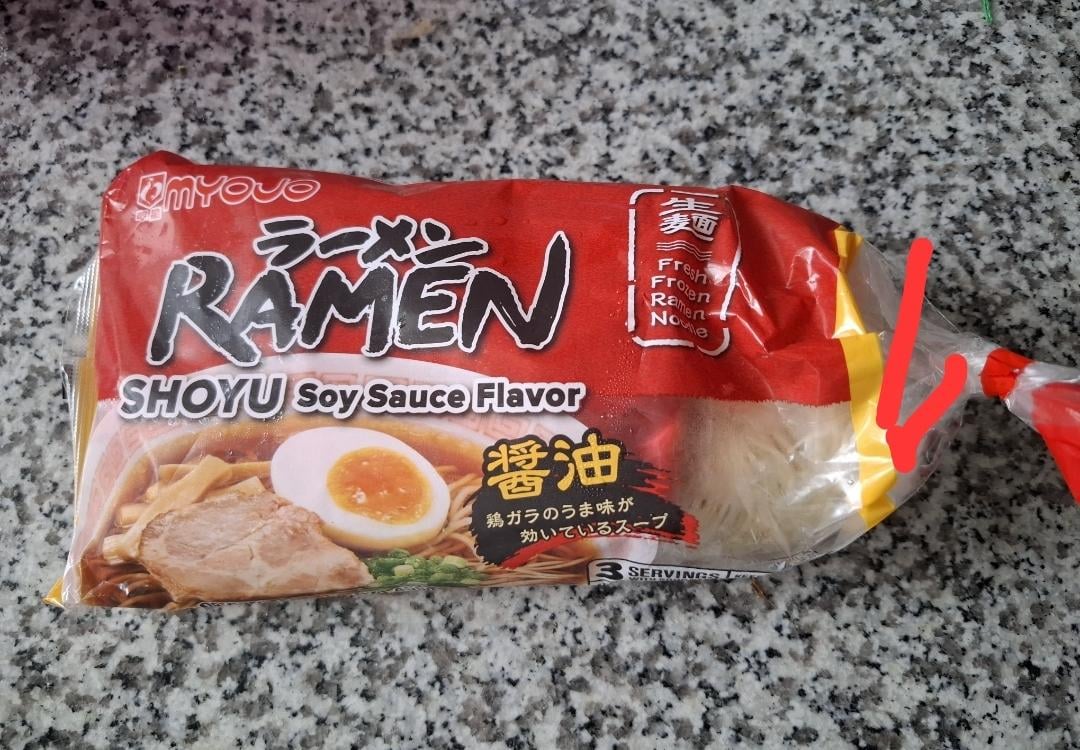 MYOJO
ラーメン
RAMEN
SHOYU Soy Sauce Flavor
生
麺
Fresh
Frozen
Ramen
Noodle
醤油
鶏ガラのうま味が
効いているスープ
3 SERVINGS